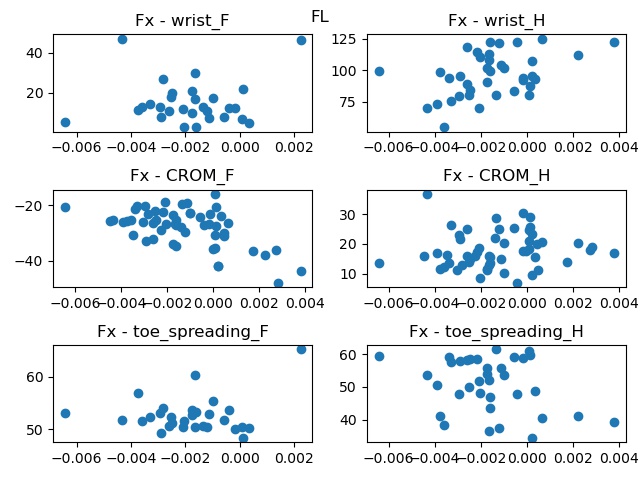 FL
Fx - wrist_F
Fx - wrist_H
40
20
−0.006 −0.004 −0.002 0.000 0.002
125
100
75
−0.006 −0.004 −0.002 0.000 0.002 0.004
Fx - CROM_F
Fx - CROM_H
−20
−40
−0.006 −0.004 −0.002 0.000 0.002 0.004
30
20
10
−0.006 −0.004 −0.002 0.000 0.002 0.004
Fx - toe_spreading_F
Fx - toe_spreading_H
60
50
−0.006 −0.004 −0.002 0.000 0.002
60
50
40
−0.006 −0.004 −0.002 0.000 0.002 0.004